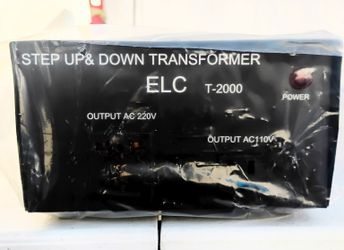 STEP UP& DOWN TRANSFORMER
ELC T-2000
POWER
OUTPUT AC 220V
OUTPUT AC110V